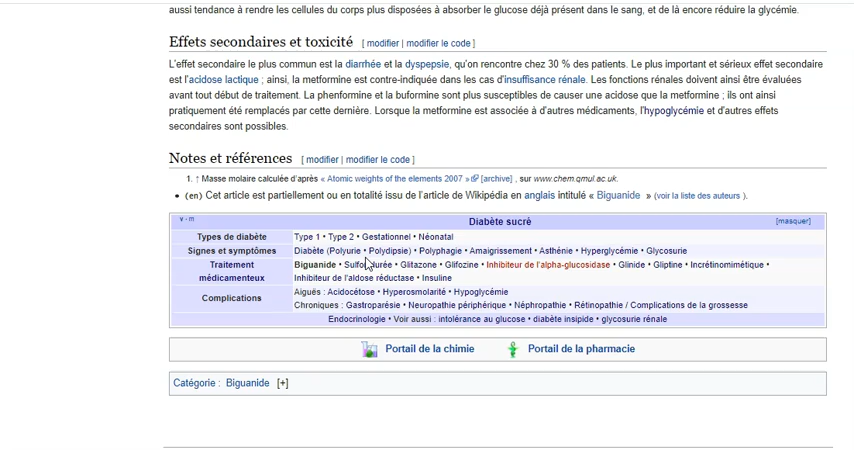 aussi tendance à rendre les cellules du corps plus disposées à absorber le glucose déjà présent dans le sang, et de là encore réduire la glycémie.
Effets secondaires et toxicité [ modifier | modifier le code ]
L'effet secondaire le plus commun est la diarrhée et la dyspepsie, qu'on rencontre chez 30 % des patients. Le plus important et sérieux effet secondaire
est l'acidose lactique ; ainsi, la metformine est contre-indiquée dans les cas d'insuffisance rénale. Les fonctions rénales doivent ainsi être évaluées
avant tout début de traitement. La phenformine et la buformine sont plus susceptibles de causer une acidose que la metformine ; ils ont ainsi
pratiquement été remplacés par cette dernière. Lorsque la metformine est associée à d'autres médicaments, l'hypoglycémie et d'autres effets
secondaires sont possibles.
Notes et références [ modifier | modifier le code ]
1. ↑ Masse molaire calculée d'après « Atomic weights of the elements 2007 » [archive] , sur www.chem.qmul.ac.uk.
• (en) Cet article est partiellement ou en totalité issu de l'article de Wikipédia en anglais intitulé « Biguanide » (voir la liste des auteurs ).
v · m Diabète sucré [masquer]
Types de diabète Type 1 • Type 2 • Gestationnel • Néonatal
Signes et symptômes Diabète (Polyurie • Polydipsie) • Polyphagie • Amaigrissement • Asthénie • Hyperglycémie • Glycosurie
Traitement médicamenteux Biguanide • • Glitazone • Glifozine • Inhibiteur de l'alpha-glucosidase • Glinide • Gliptine • Incrétinomimétique •
Inhibiteur de l'aldose réductase • Insuline
Complications Aiguës : Acidocétose • Hyperosmolarité • Hypoglycémie
Chroniques : Gastroparésie • Neuropathie périphérique • Néphropathie • Rétinopathie / Complications de la grossesse
Endocrinologie • Voir aussi : intolérance au glucose • diabète insipide • glycosurie rénale
Portail de la chimie Portail de la pharmacie
Catégorie : Biguanide [+]